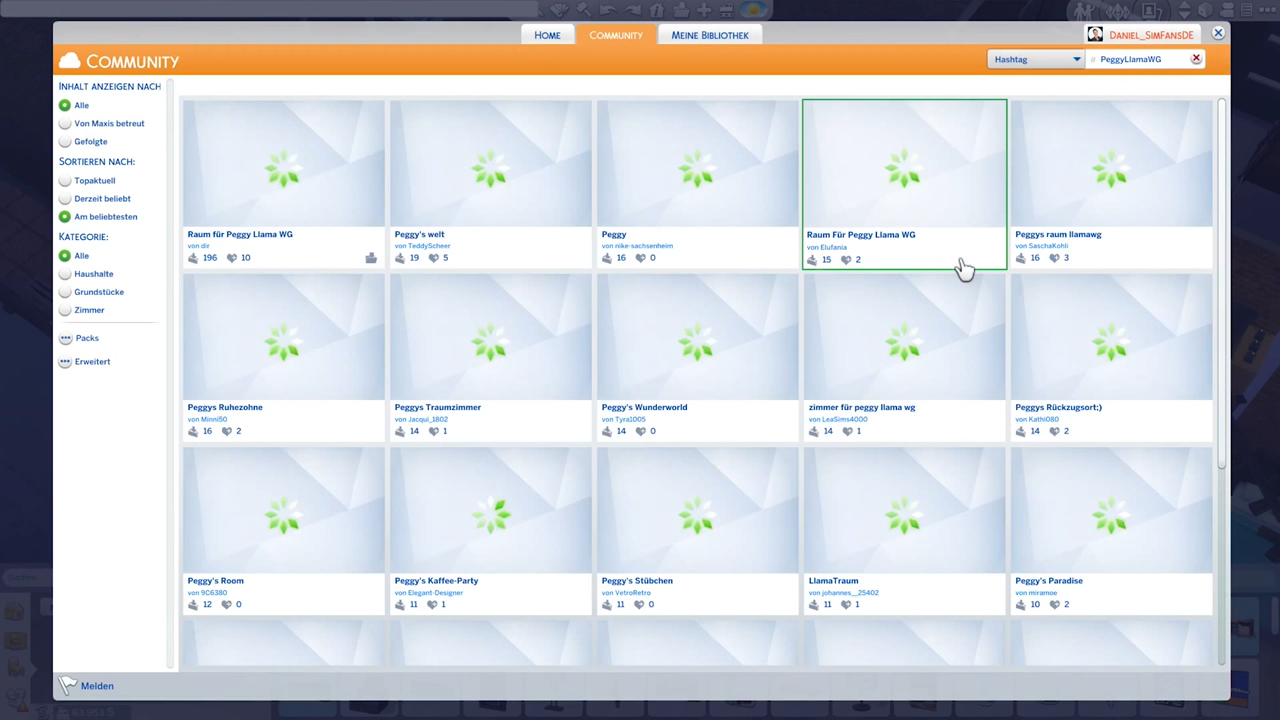 HOME
COMMUNITY
MEINE BIBLIOTHEK
DANIEL_SIMFANSDE
COMMUNITY
Hashtag
# PeggyLlamaWG
INHALT ANZEIGEN NACH
Alle
Von Maxis betreut
Gefolgte
SORTIEREN NACH:
Topaktuell
Derzeit beliebt
Am beliebtesten
KATEGORIE:
Alle
Haushalte
Grundstücke
Zimmer
Packs
Erweitert
Raum für Peggy Llama WG
von dir
196 10
Peggy's welt
von TeddyScheer
19 5
Peggy
von nike-sachsenheim
16 0
Raum Für Peggy Llama WG
von Elufania
15 2
Peggys raum llamawg
von SaschaKohli
16 3
Peggys Ruhezohne
von Minni50
16 2
Peggys Traumzimmer
von Jacqui_1802
14 1
Peggy's Wunderworld
von Tyra1005
14 0
zimmer für peggy llama wg
von LeaSims4000
14 1
Peggys Rückzugsort;)
von Kathi080
14 2
Peggy's Room
von 9C6380
12 0
Peggy's Kaffee-Party
von Elegant-Designer
11 1
Peggy's Stübchen
von VetroRetro
11 0
LlamaTraum
von johannes__25402
11 1
Peggy's Paradise
von miramoe
10 2
Melden